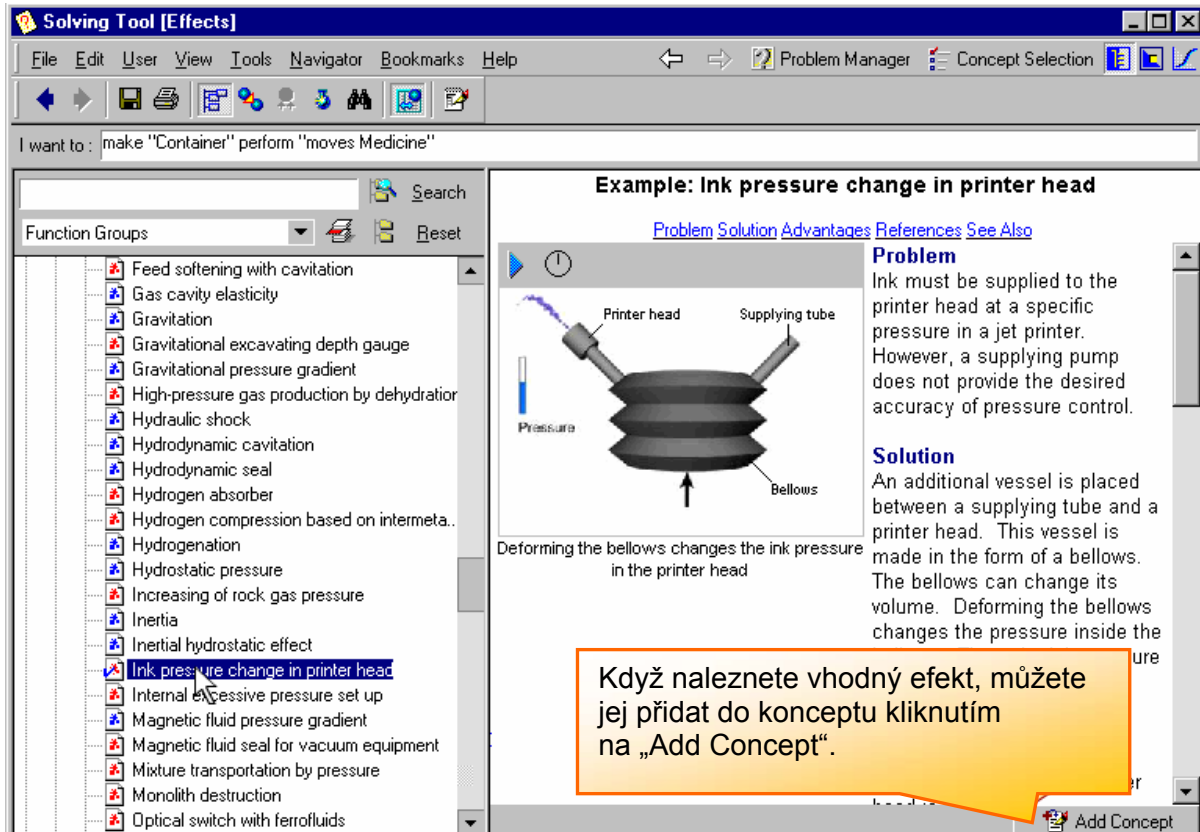 Solving Tool [Effects]
File Edit User View Tools Navigator Bookmarks Help Problem Manager Concept Selection
I want to : make "Container" perform "moves Medicine"
Search
Function Groups Reset
Feed softening with cavitation
Gas cavity elasticity
Gravitation
Gravitational excavating depth gauge
Gravitational pressure gradient
High-pressure gas production by dehydration
Hydraulic shock
Hydrodynamic cavitation
Hydrodynamic seal
Hydrogen absorber
Hydrogen compression based on intermeta..
Hydrogenation
Hydrostatic pressure
Increasing of rock gas pressure
Inertia
Inertial hydrostatic effect
Ink pressure change in printer head
Internal excessive pressure set up
Magnetic fluid pressure gradient
Magnetic fluid seal for vacuum equipment
Mixture transportation by pressure
Monolith destruction
Optical switch with ferrofluids
Example: Ink pressure change in printer head
Problem Solution Advantages References See Also
Printer head
Supplying tube
Pressure
Bellows
Deforming the bellows changes the ink pressure
in the printer head
Problem
Ink must be supplied to the
printer head at a specific
pressure in a jet printer.
However, a supplying pump
does not provide the desired
accuracy of pressure control.
Solution
An additional vessel is placed
between a supplying tube and a
printer head. This vessel is
made in the form of a bellows.
The bellows can change its
volume. Deforming the bellows
changes the pressure inside the
Když naleznete vhodný efekt, můžete
jej přidat do konceptu kliknutím
na „Add Concept“.
Add Concept